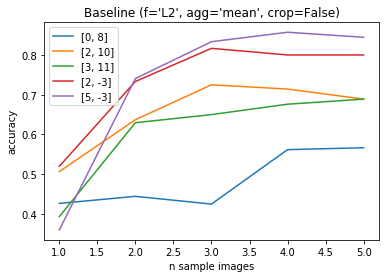 Baseline (f='L2', agg='mean', crop=False)
[0, 8]
[2, 10]
[3, 11]
[2, -3]
[5, -3]
accuracy
0.8
0.7
0.6
0.5
0.4
1.0 1.5 2.0 2.5 3.0 3.5 4.0 4.5 5.0
n sample images